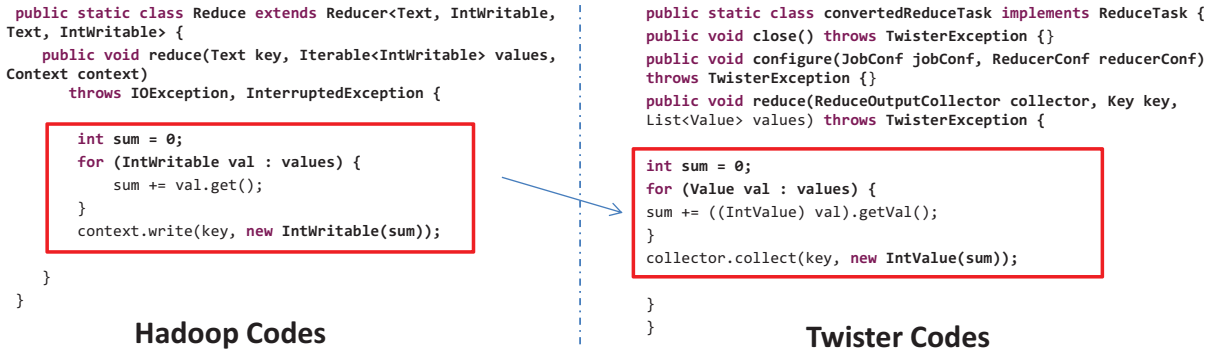 public static class Reduce extends Reducer<Text, IntWritable,
Text, IntWritable> {
public void reduce(Text key, Iterable<IntWritable> values,
Context context)
throws IOException, InterruptedException {
int sum = 0;
for (IntWritable val : values) {
sum += val.get();
}
context.write(key, new IntWritable(sum));
}
}
Hadoop Codes
public static class convertedReduceTask implements ReduceTask {
public void close() throws TwisterException {}
public void configure(JobConf jobConf, ReducerConf reducerConf)
throws TwisterException {}
public void reduce(ReduceOutputCollector collector, Key key,
List<Value> values) throws TwisterException {
int sum = 0;
for (Value val : values) {
sum += ((IntValue) val).getVal();
}
collector.collect(key, new IntValue(sum));
}
}
Twister Codes